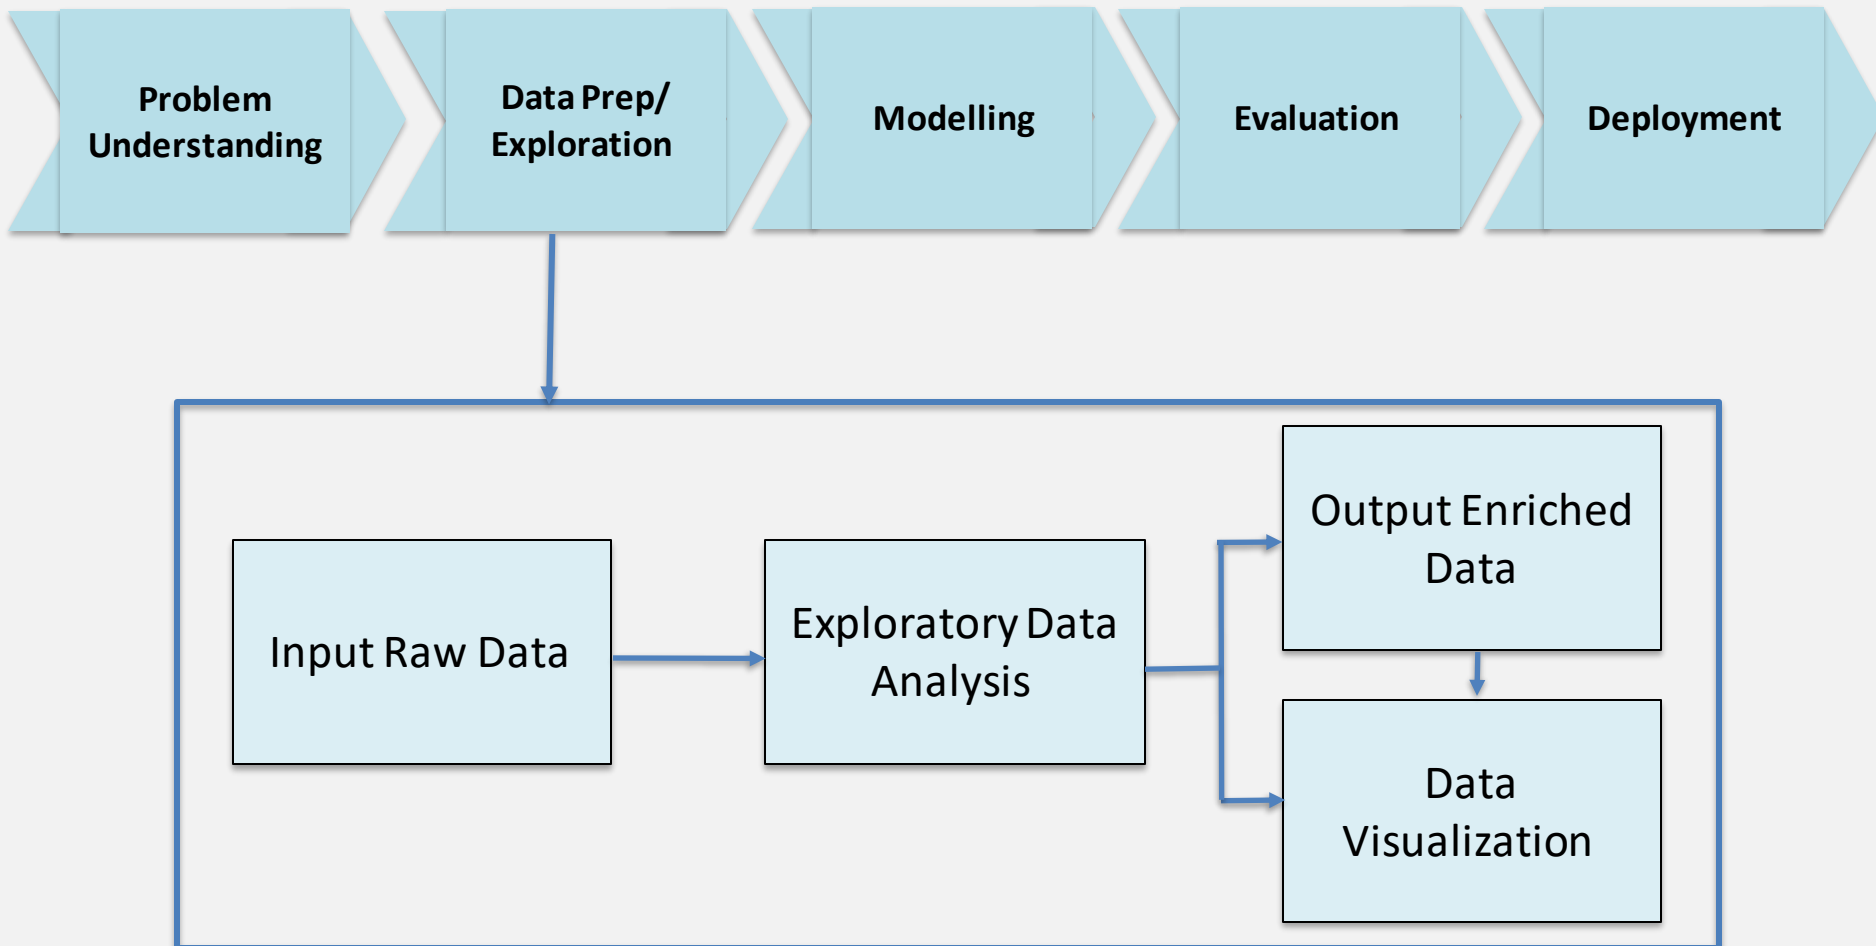 Problem
Understanding
Data Prep/
Exploration
Modelling
Evaluation
Deployment
Input Raw Data
Exploratory Data
Analysis
Output Enriched
Data
Data
Visualization